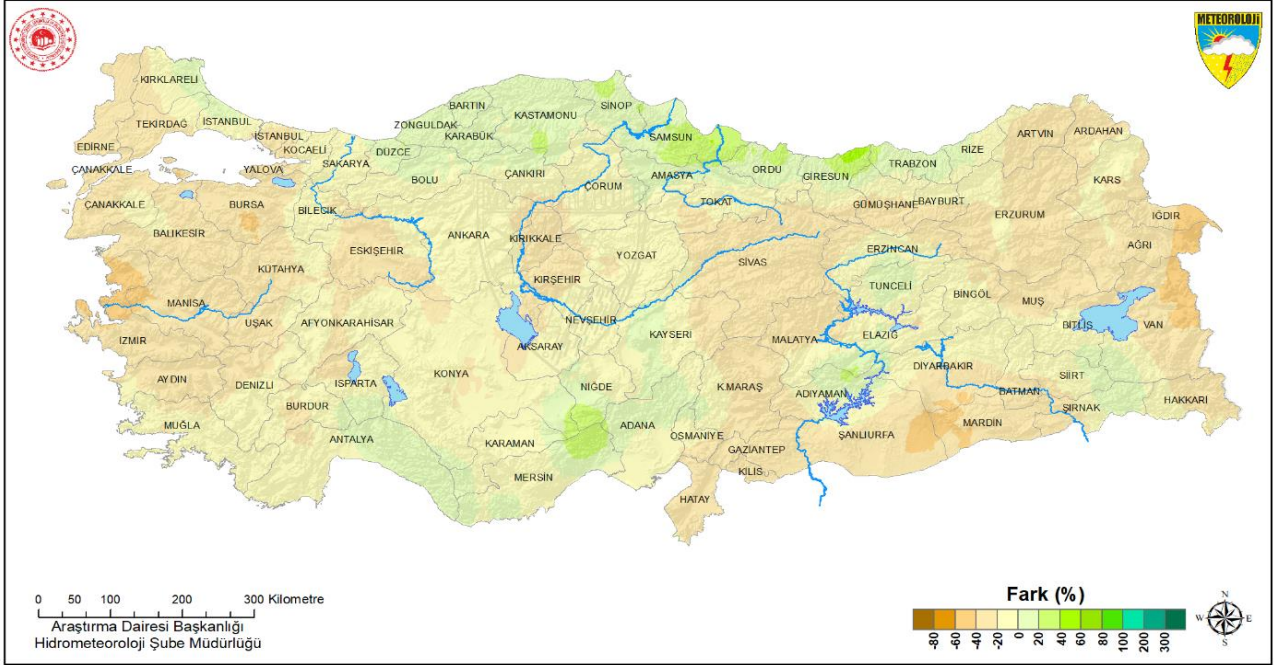 METEOROLOJİ
KIRKLARELİ
TEKİRDAĞ
İSTANBUL
EDİRNE
İSTANBUL
KOCAELİ
ÇANAKKALE
YALOVA
SAKARYA
DÜZCE
ZONGULDAK
BARTIN
KARABÜK
KASTAMONU
SİNOP
SAMSUN
BOLU
ÇANKIRI
ÇORUM
AMASYA
ORDU
GİRESUN
TRABZON
RİZE
ARTVİN
ARDAHAN
KARS
IĞDIR
AĞRI
ÇANAKKALE
BURSA
BİLECİK
BALIKESİR
ESKİŞEHİR
ANKARA
KIRIKKALE
YOZGAT
TOKAT
SİVAS
GÜMÜŞHANE
BAYBURT
ERZURUM
ERZİNCAN
KÜTAHYA
KIRŞEHİR
TUNCELİ
BİNGÖL
MUŞ
MANİSA
UŞAK
AFYONKARAHİSAR
NEVŞEHİR
KAYSERİ
MALATYA
ELAZIĞ
BİTLİS
VAN
İZMİR
AKSARAY
AYDIN
DENİZLİ
ISPARTA
KONYA
NİĞDE
K.MARAŞ
ADIYAMAN
DİYARBAKIR
BATMAN
SİİRT
ŞIRNAK
HAKKARİ
BURDUR
MUĞLA
ANTALYA
KARAMAN
ADANA
OSMANİYE
GAZİANTEP
ŞANLIURFA
MARDİN
MERSİN
KİLİS
HATAY
0 50 100 200 300 Kilometre
Araştırma Dairesi Başkanlığı
Hidrometeoroloji Şube Müdürlüğü
Fark (%)
-80 -60 -40 -20 0 20 40 60 80 100 200 300
N
W E
S